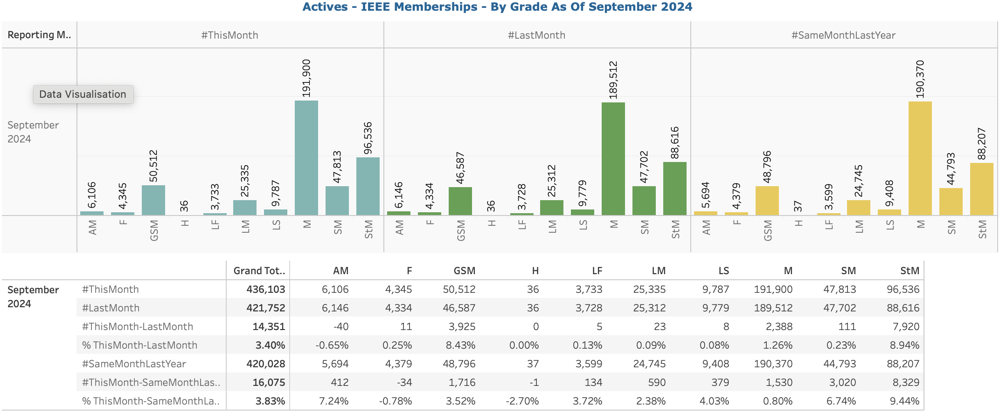 Actives - IEEE Memberships - By Grade As Of September 2024
Reporting M.. #ThisMonth #LastMonth #SameMonthLastYear
Data Visualisation
September
2024
6,106 4,345 50,512 36 3,733 25,335 9,787 191,900 47,813 96,536
6,146 4,334 46,587 36 3,728 25,312 9,779 189,512 47,702 88,616
5,694 4,379 48,796 37 3,599 24,745 9,408 190,370 44,793 88,207
AM F GSM H LF LM LS M SM StM AM F GSM H LF LM LS M SM StM AM F GSM H LF LM LS M SM StM
Grand Tot.. AM F GSM H LF LM LS M SM StM
September
2024
#ThisMonth 436,103 6,106 4,345 50,512 36 3,733 25,335 9,787 191,900 47,813 96,536
#LastMonth 421,752 6,146 4,334 46,587 36 3,728 25,312 9,779 189,512 47,702 88,616
#ThisMonth-LastMonth 14,351 -40 11 3,925 0 5 23 8 2,388 111 7,920
% ThisMonth-LastMonth 3.40% -0.65% 0.25% 8.43% 0.00% 0.13% 0.09% 0.08% 1.26% 0.23% 8.94%
#SameMonthLastYear 420,028 5,694 4,379 48,796 37 3,599 24,745 9,408 190,370 44,793 88,207
#ThisMonth-SameMonthLas.. 16,075 412 -34 1,716 -1 134 590 379 1,530 3,020 8,329
% ThisMonth-SameMonthLa.. 3.83% 7.24% -0.78% 3.52% -2.70% 3.72% 2.38% 4.03% 0.80% 6.74% 9.44%